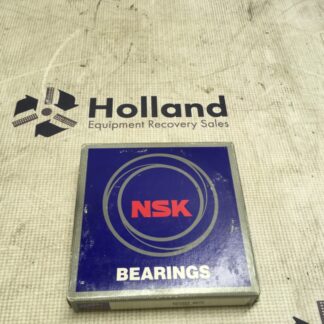 Holland
Equipment Recovery Sales
NSK
BEARINGS